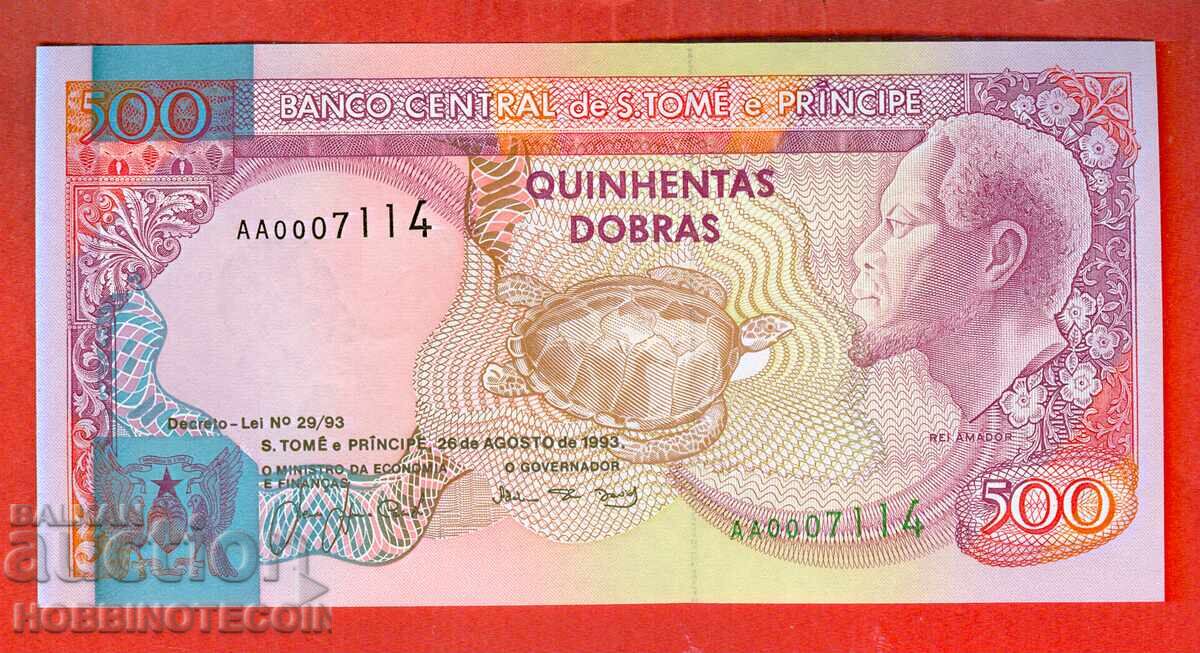 500
BANCO CENTRAL de S. TOMÉ e PRÍNCIPE
QUINHENTAS
DOBRAS
AA0007114
Decreto-Lei Nº 29/93
S. TOMÉ e PRÍNCIPE, 26 de AGOSTO de 1993.
O MINISTRO DA ECONOMIA
E FINANÇAS
O GOVERNADOR
REI AMADOR
AA0007114
500
BALKAN
auction
HOBBINOTECOIN